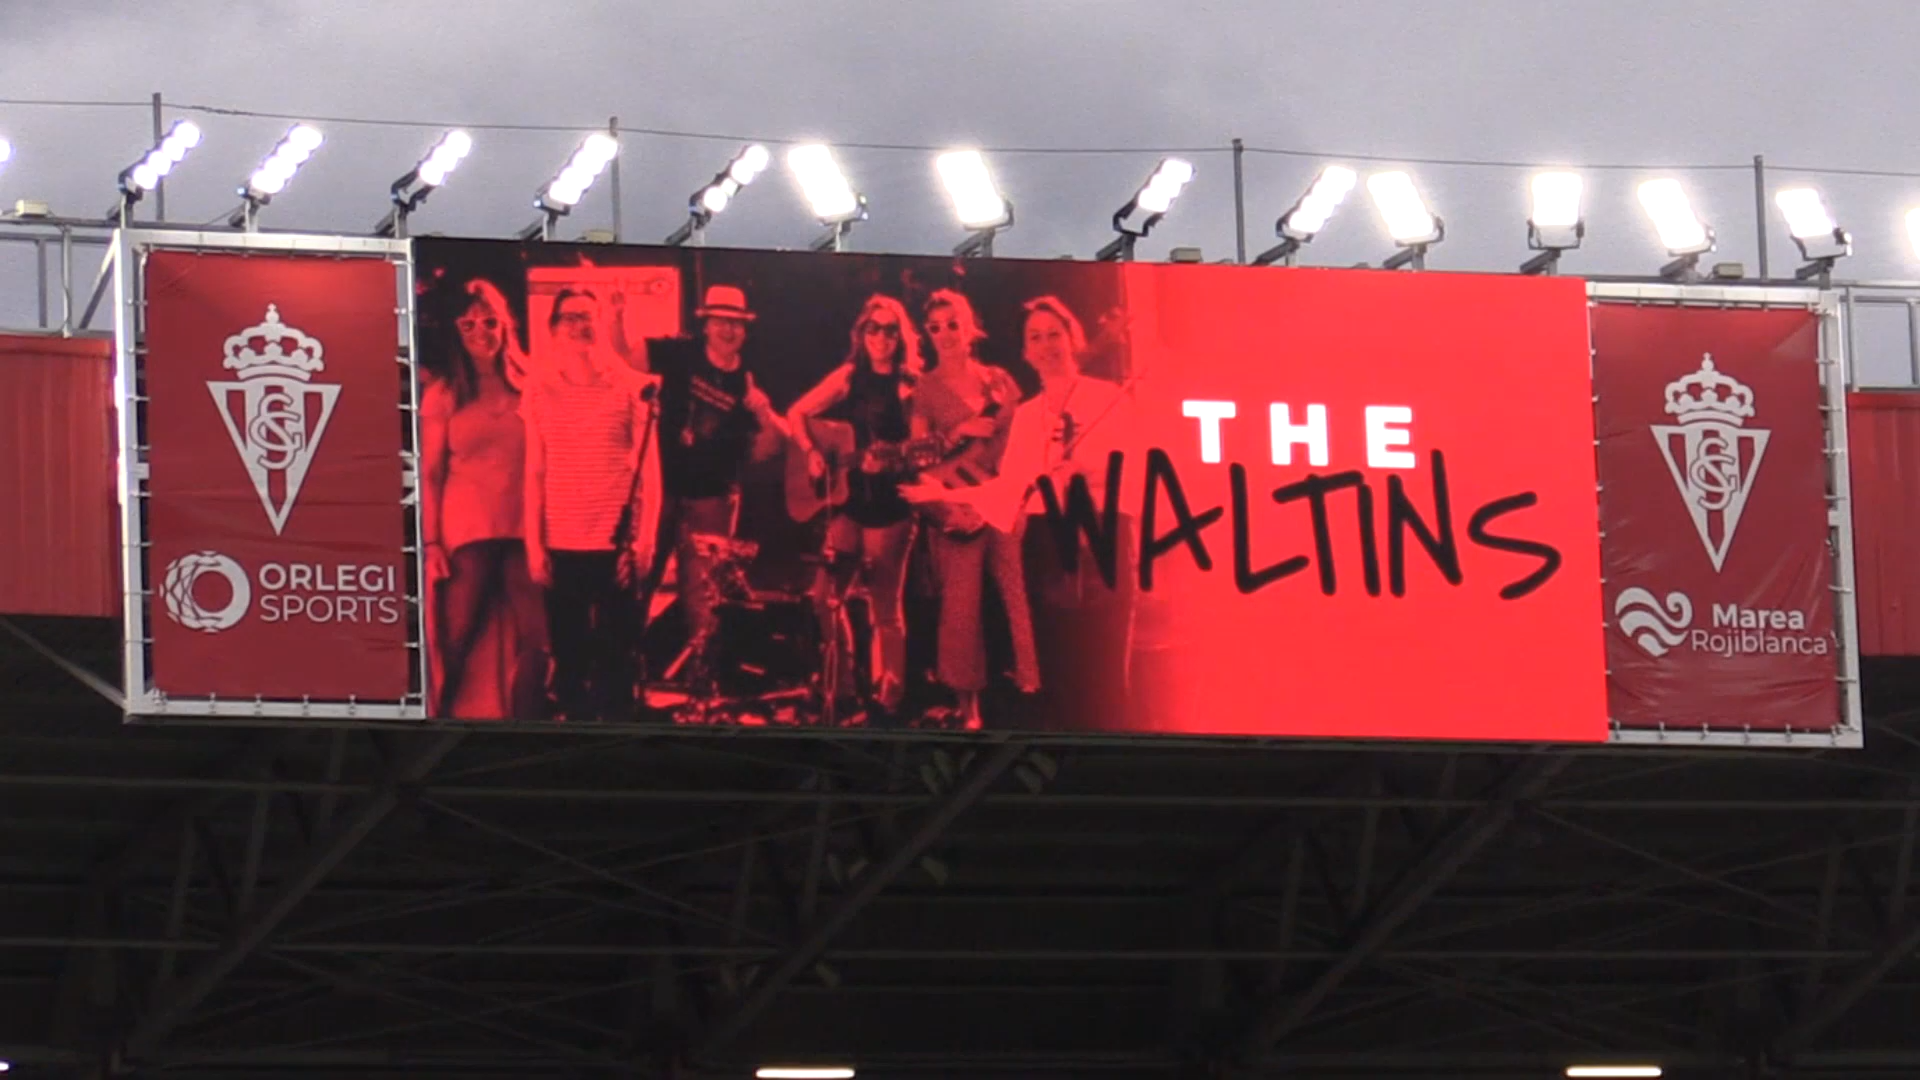 ORLEGI
SPORTS
THE
WALTINS
Marea
Rojiblanca